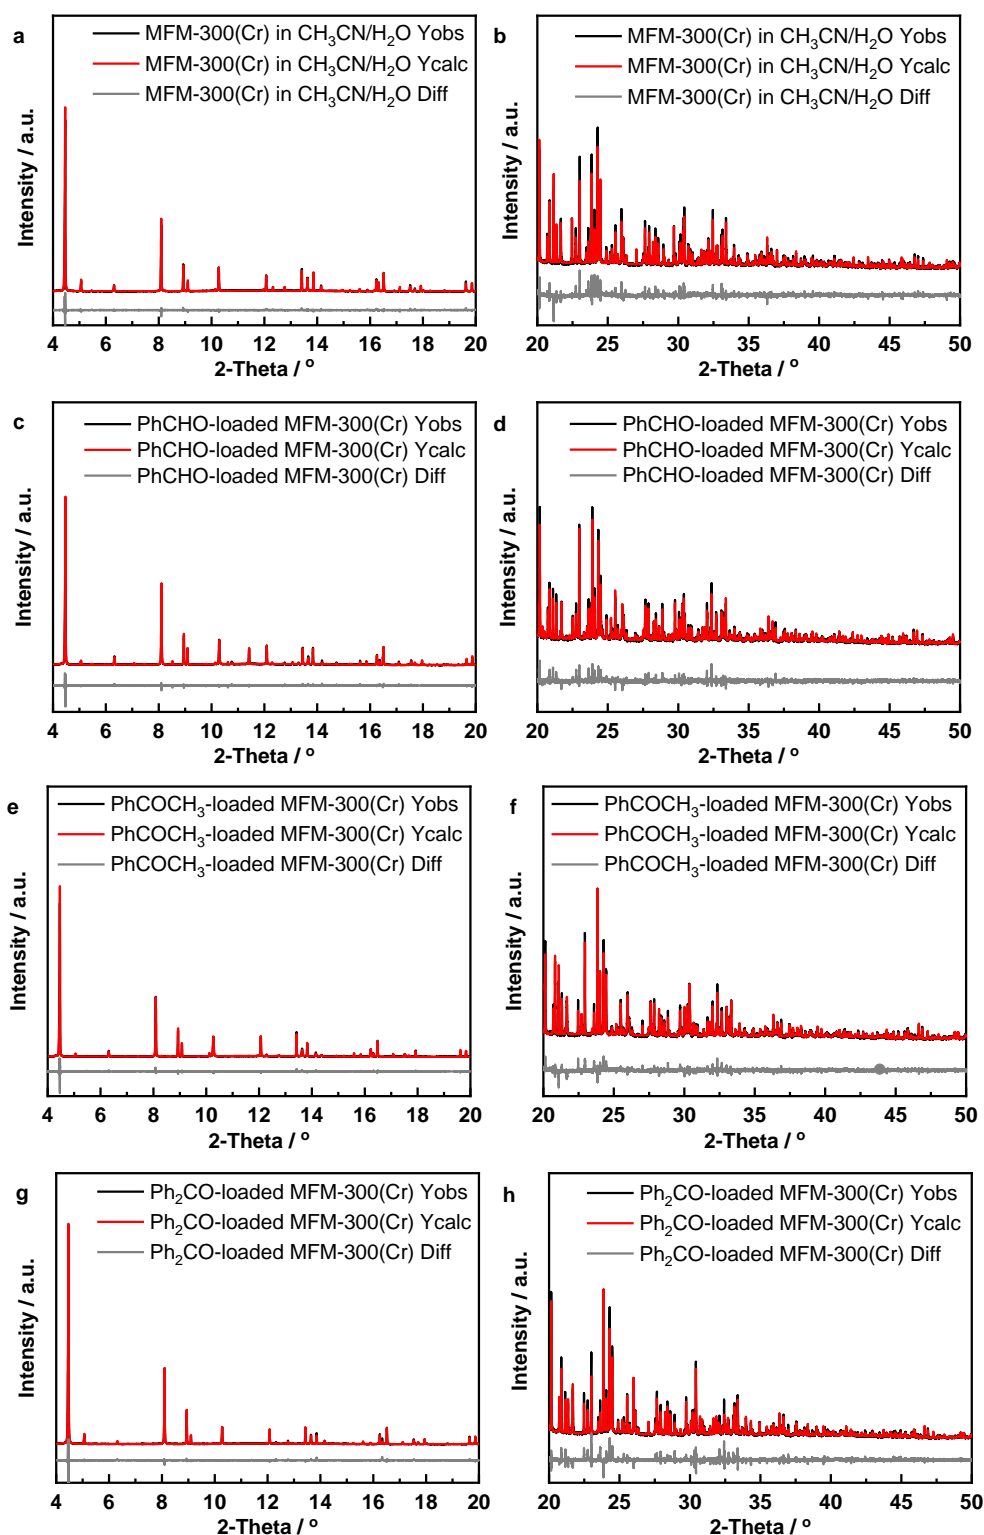 a
MFM-300(Cr) in CH₃CN/H₂O Yobs
MFM-300(Cr) in CH₃CN/H₂O Ycalc
MFM-300(Cr) in CH₃CN/H₂O Diff
Intensity / a.u.
4 6 8 10 12 14 16 18 20
2-Theta / °
b
MFM-300(Cr) in CH₃CN/H₂O Yobs
MFM-300(Cr) in CH₃CN/H₂O Ycalc
MFM-300(Cr) in CH₃CN/H₂O Diff
Intensity / a.u.
20 25 30 35 40 45 50
2-Theta / °
c
PhCHO-loaded MFM-300(Cr) Yobs
PhCHO-loaded MFM-300(Cr) Ycalc
PhCHO-loaded MFM-300(Cr) Diff
Intensity / a.u.
4 6 8 10 12 14 16 18 20
2-Theta / °
d
PhCHO-loaded MFM-300(Cr) Yobs
PhCHO-loaded MFM-300(Cr) Ycalc
PhCHO-loaded MFM-300(Cr) Diff
Intensity / a.u.
20 25 30 35 40 45 50
2-Theta / °
e
PhCOCH₃-loaded MFM-300(Cr) Yobs
PhCOCH₃-loaded MFM-300(Cr) Ycalc
PhCOCH₃-loaded MFM-300(Cr) Diff
Intensity / a.u.
4 6 8 10 12 14 16 18 20
2-Theta / °
f
PhCOCH₃-loaded MFM-300(Cr) Yobs
PhCOCH₃-loaded MFM-300(Cr) Ycalc
PhCOCH₃-loaded MFM-300(Cr) Diff
Intensity / a.u.
20 25 30 35 40 45 50
2-Theta / °
g
Ph₂CO-loaded MFM-300(Cr) Yobs
Ph₂CO-loaded MFM-300(Cr) Ycalc
Ph₂CO-loaded MFM-300(Cr) Diff
Intensity / a.u.
4 6 8 10 12 14 16 18 20
2-Theta / °
h
Ph₂CO-loaded MFM-300(Cr) Yobs
Ph₂CO-loaded MFM-300(Cr) Ycalc
Ph₂CO-loaded MFM-300(Cr) Diff
Intensity / a.u.
20 25 30 35 40 45 50
2-Theta / °